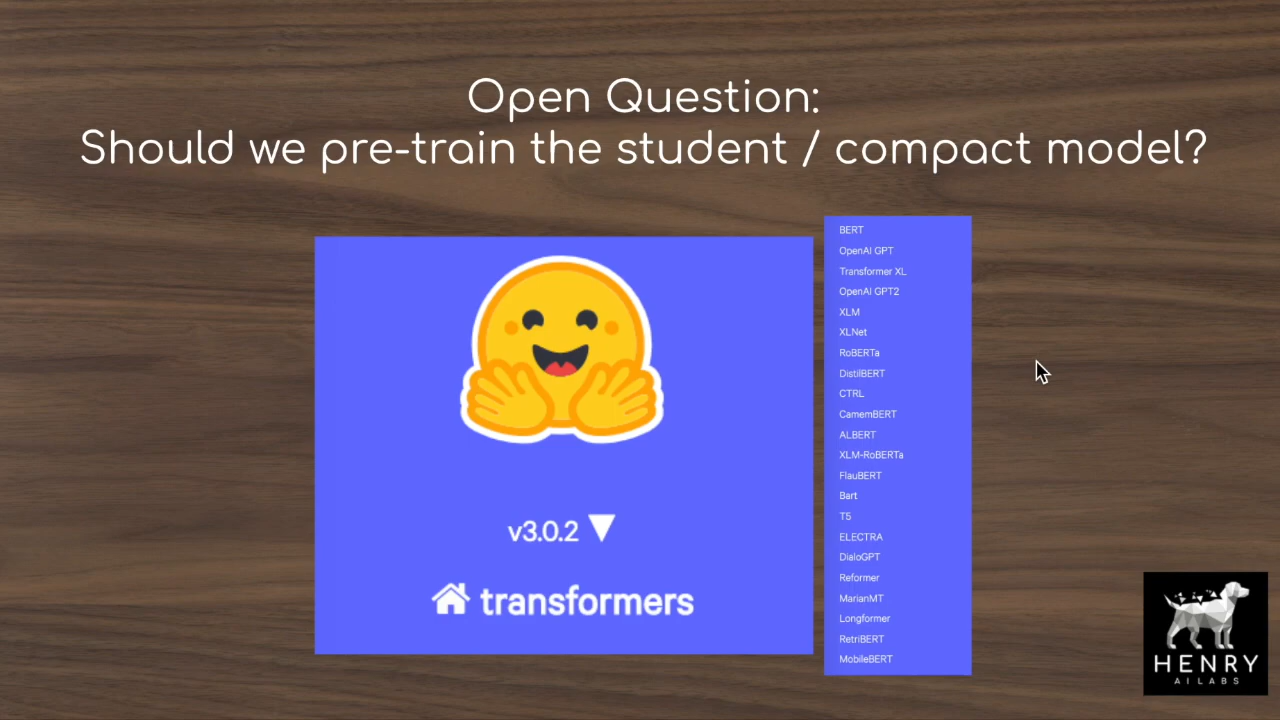 Open Question:
Should we pre-train the student / compact model?
v3.0.2
transformers
BERT
OpenAI GPT
Transformer XL
OpenAI GPT2
XLM
XLNet
RoBERTa
DistilBERT
CTRL
CamemBERT
ALBERT
XLM-RoBERTa
FlauBERT
Bart
T5
ELECTRA
DialoGPT
Reformer
MarianMT
Longformer
RetriBERT
MobileBERT
HENRY
AI LABS